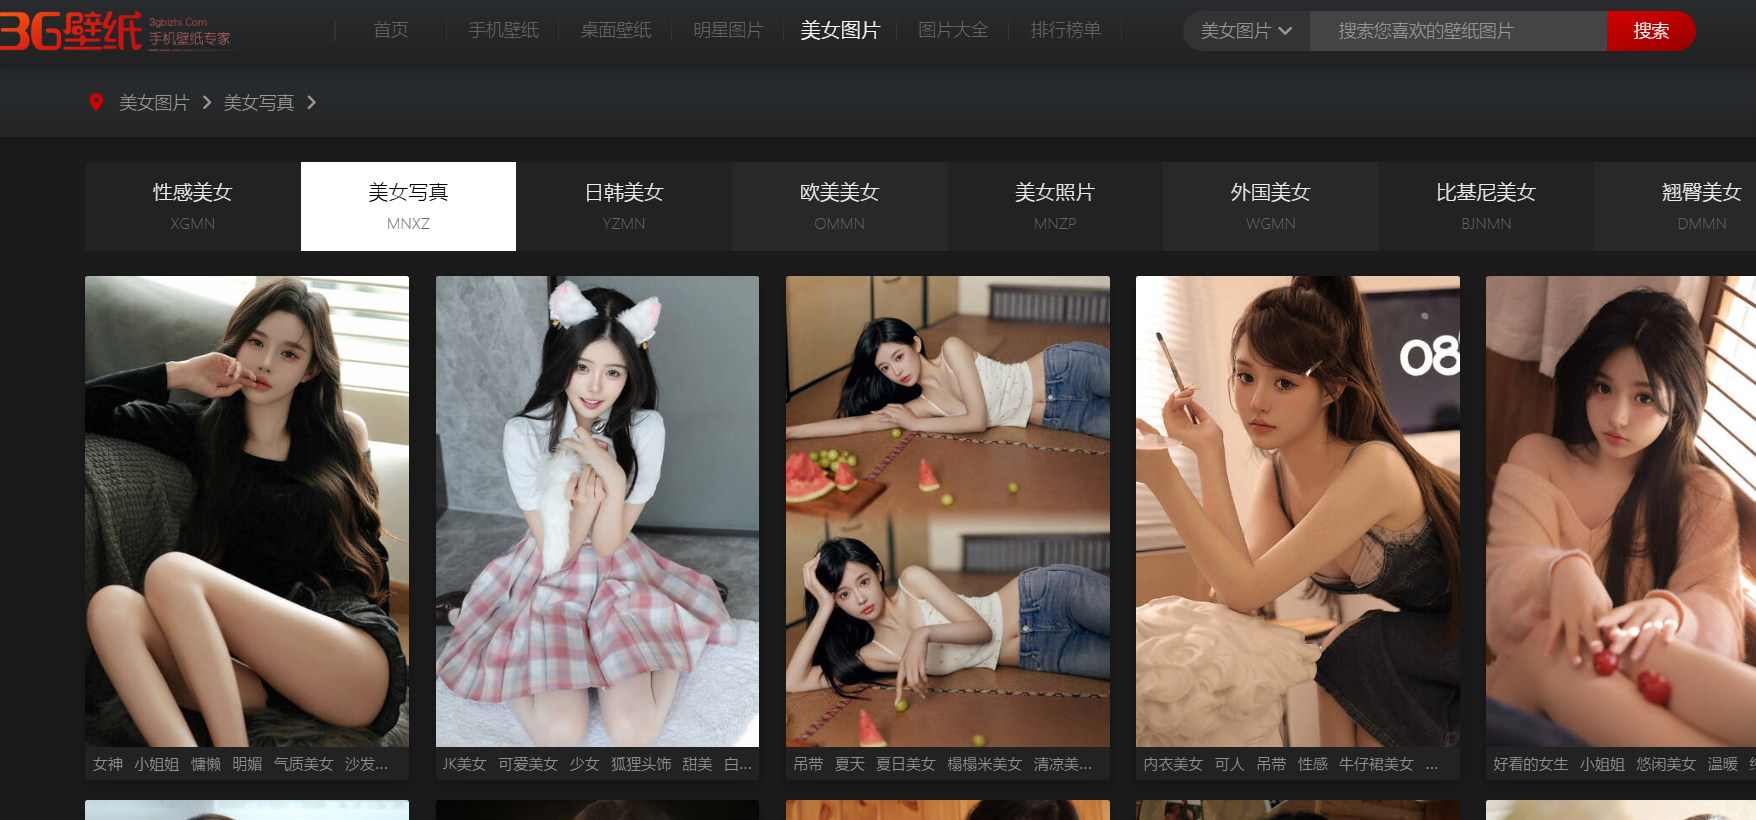 3G壁纸
3gbizhi.Com
手机壁纸专家
首页
手机壁纸
桌面壁纸
明星图片
美女图片
图片大全
排行榜单
美女图片
搜索您喜欢的壁纸图片
搜索
美女图片
美女写真
性感美女
XGMN
美女写真
MNXZ
日韩美女
YZMN
欧美美女
OMMN
美女照片
MNZP
外国美女
WGMN
比基尼美女
BJNMN
翘臀美女
DMMN
08
女神 小姐姐 慵懒 明媚 气质美女 沙发...
JK美女 可爱美女 少女 狐狸头饰 甜美 白...
吊带 夏天 夏日美女 榻榻米美女 清凉美...
内衣美女 可人 吊带 性感 牛仔裙美女 ...
好看的女生 小姐姐 悠闲美女 温暖